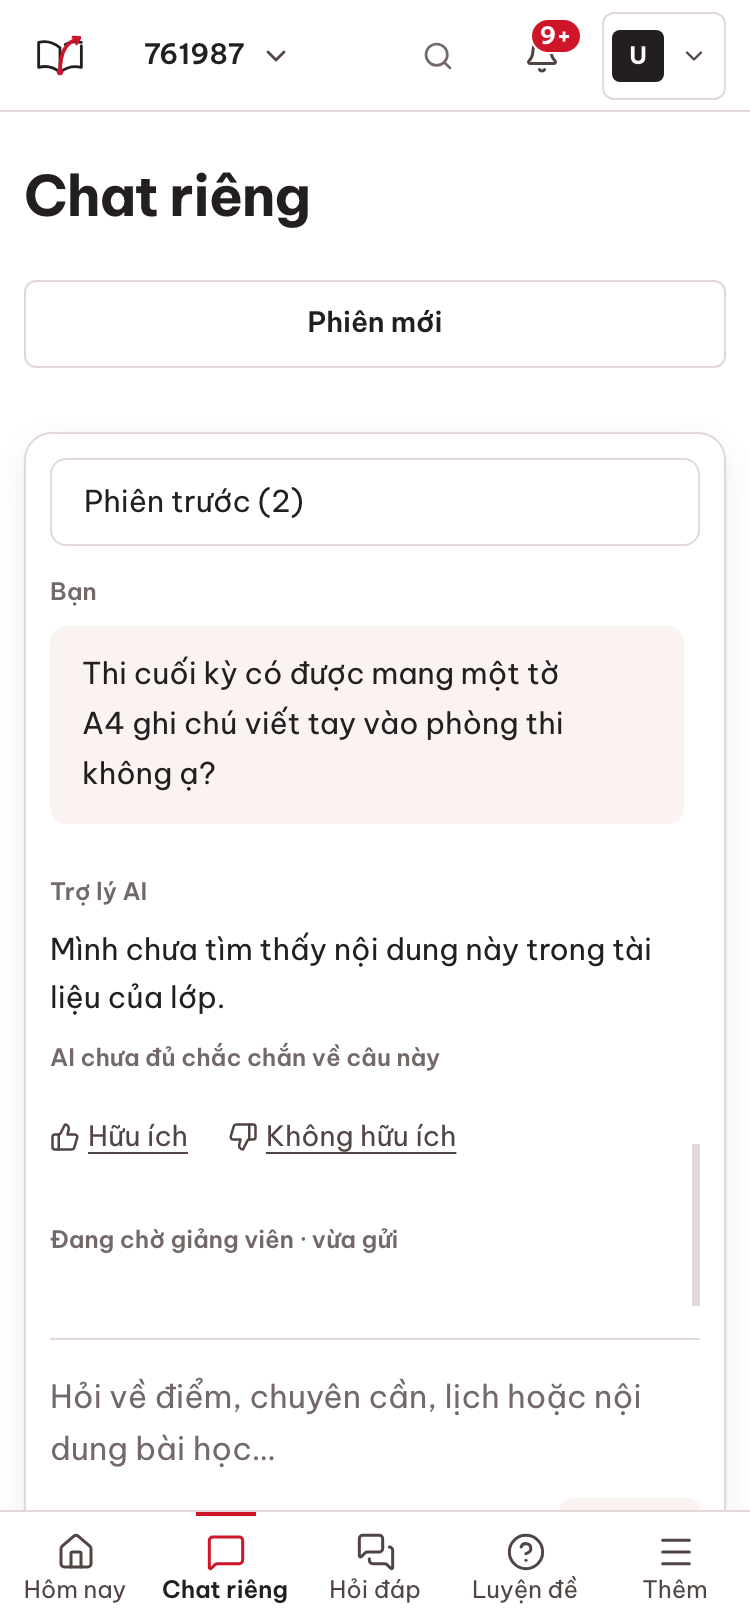 761987
9+
U
Chat riêng
Phiên mới
Phiên trước (2)
Bạn
Thi cuối kỳ có được mang một tờ
A4 ghi chú viết tay vào phòng thi
không ạ?
Trợ lý AI
Mình chưa tìm thấy nội dung này trong tài
liệu của lớp.
AI chưa đủ chắc chắn về câu này
Hữu ích
Không hữu ích
Đang chờ giảng viên · vừa gửi
Hỏi về điểm, chuyên cần, lịch hoặc nội
dung bài học...
Hôm nay
Chat riêng
Hỏi đáp
Luyện đề
Thêm